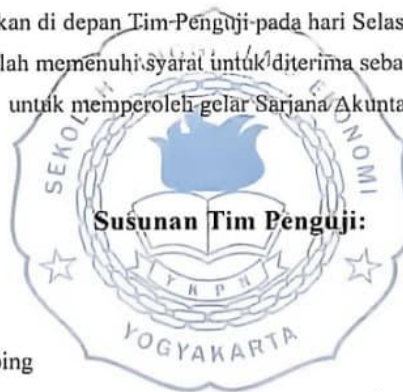 kan di depan Tim Penguji pada hari Selas
lah memenuhi syarat untuk diterima seba
untuk memperoleh gelar Sarjana Akunta
SEKOLAH EKONOMI
Susunan Tim Penguji:
YKPN
YOGYAKARTA
bing